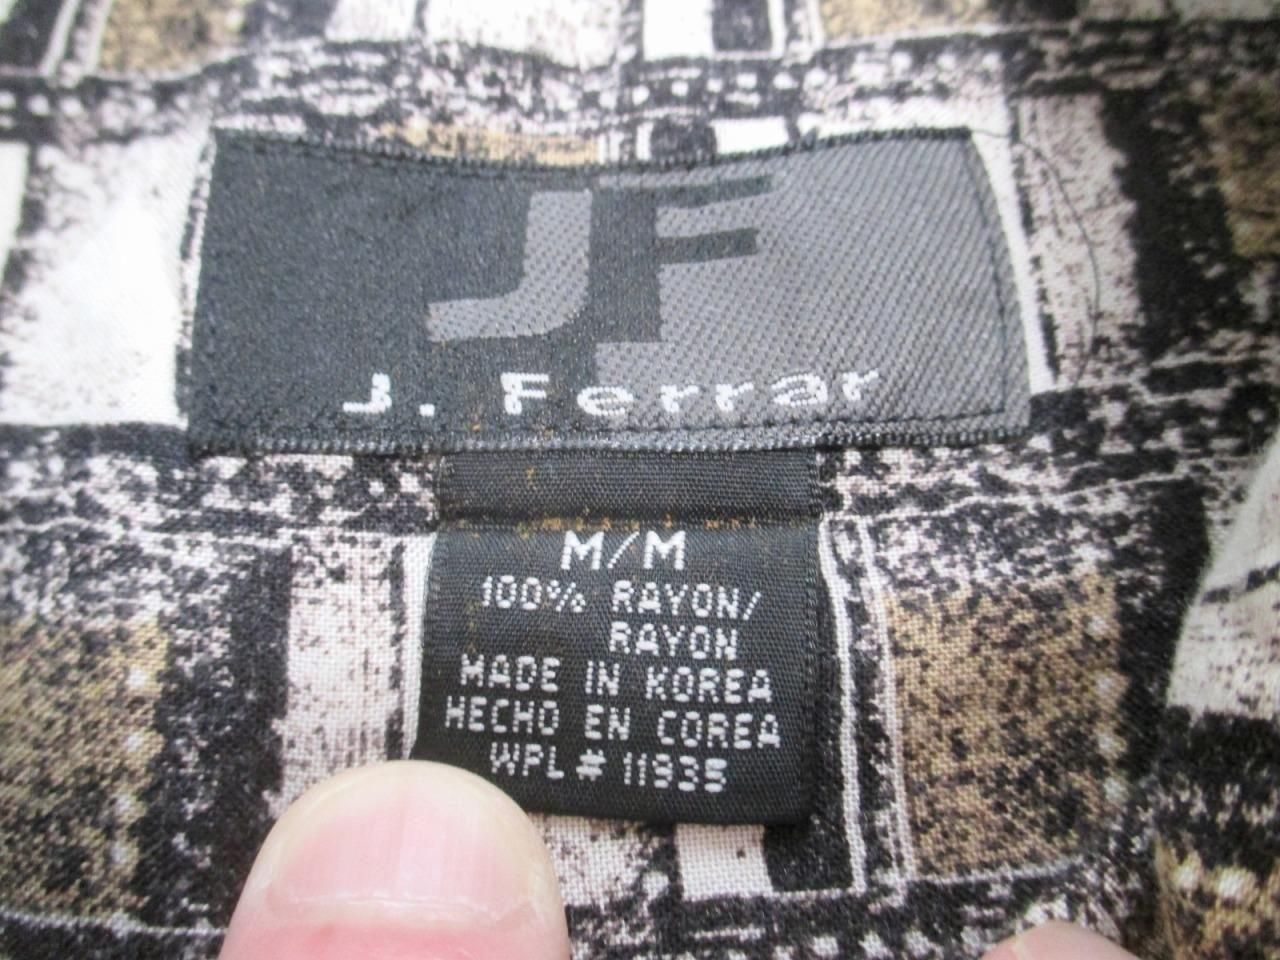 JF
J. Ferrar
M/M
100% RAYON/
RAYON
MADE IN KOREA
HECHO EN COREA
WPL # 11935